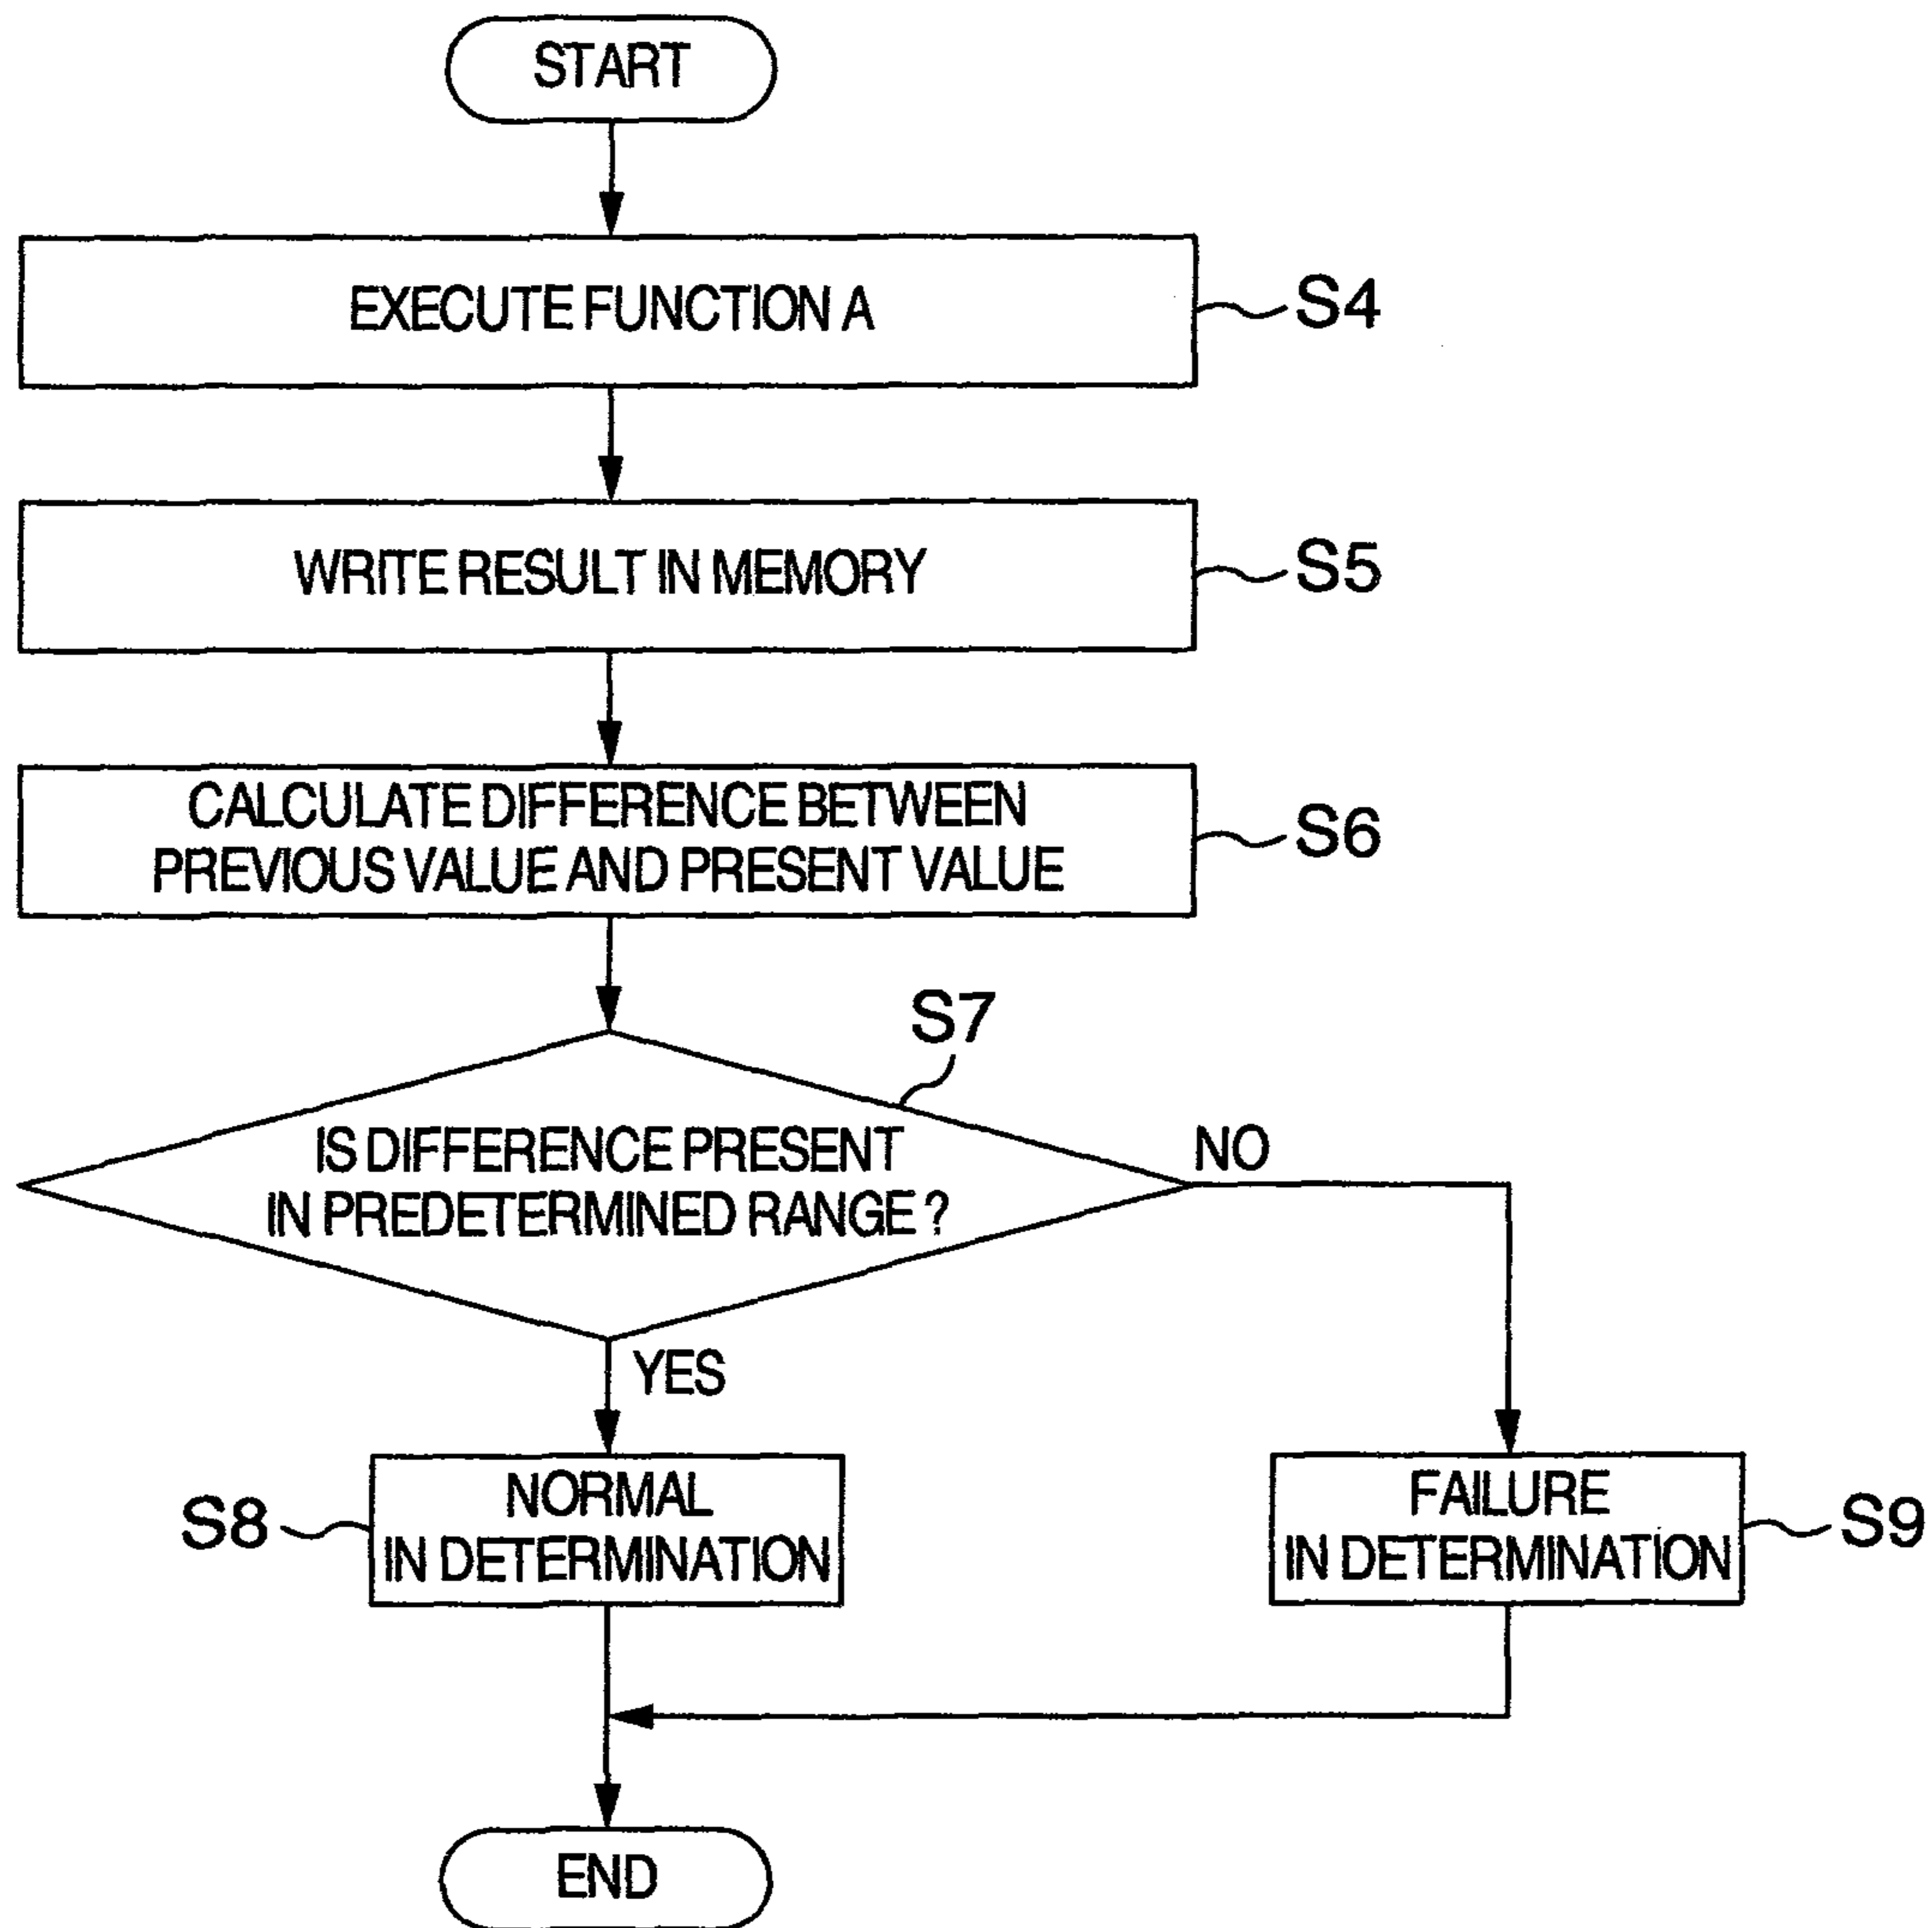 START
EXECUTE FUNCTION A
S4
WRITE RESULT IN MEMORY
S5
CALCULATE DIFFERENCE BETWEEN
PREVIOUS VALUE AND PRESENT VALUE
S6
S7
IS DIFFERENCE PRESENT
IN PREDETERMINED RANGE ?
NO
YES
S8
NORMAL
IN DETERMINATION
FAILURE
IN DETERMINATION
S9
END